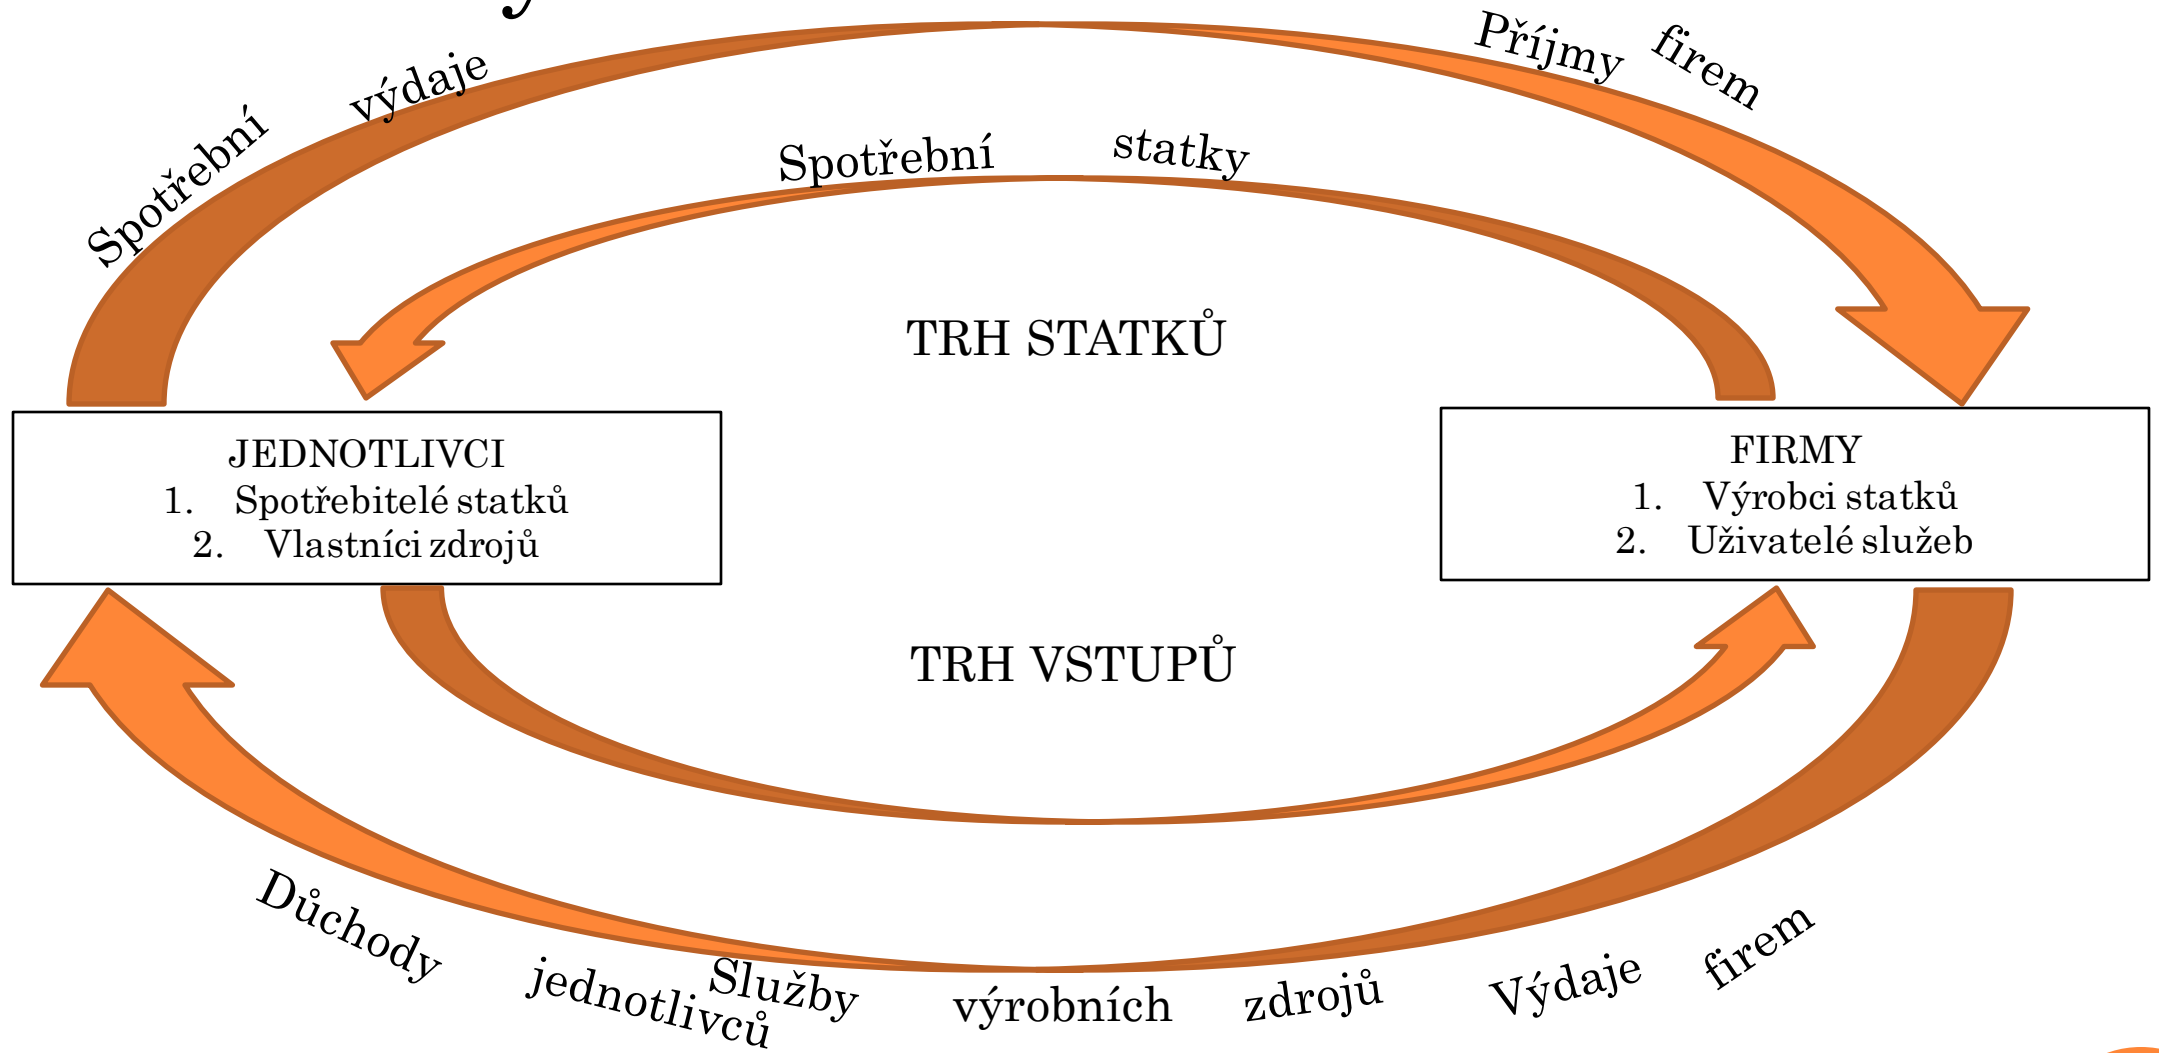 Spotřební výdaje
Příjmy firem
Spotřební statky
TRH STATKŮ
JEDNOTLIVCI
1. Spotřebitelé statků
2. Vlastníci zdrojů
FIRMY
1. Výrobci statků
2. Uživatelé služeb
TRH VSTUPŮ
Důchody jednotlivců
Služby výrobních zdrojů
Výdaje firem